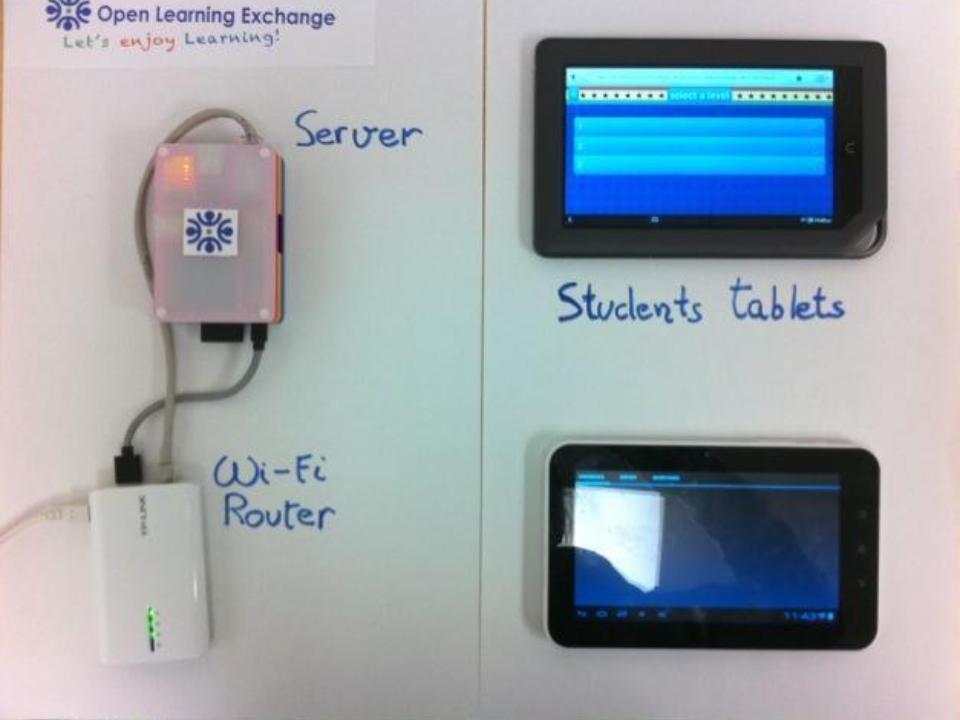 Open Learning Exchange
Let's enjoy Learning!
Server
select a level
Students tablets
Wi-Fi
Router
TP-LINK
11:43